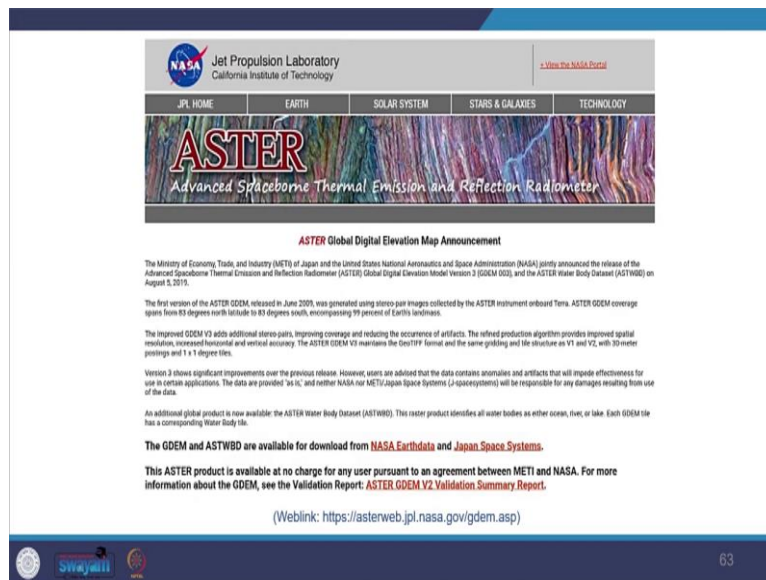 NASA
Jet Propulsion Laboratory
California Institute of Technology
+ View the NASA Portal
JPL HOME EARTH SOLAR SYSTEM STARS & GALAXIES TECHNOLOGY
ASTER
Advanced Spaceborne Thermal Emission and Reflection Radiometer
ASTER Global Digital Elevation Map Announcement
The Ministry of Economy, Trade, and Industry (METI) of Japan and the United States National Aeronautics and Space Administration (NASA) jointly announced the release of the
Advanced Spaceborne Thermal Emission and Reflection Radiometer (ASTER) Global Digital Elevation Model Version 3 (GDEM 003), and the ASTER Water Body Dataset (ASTWBD) on
August 5, 2019.
The first version of the ASTER GDEM, released in June 2009, was generated using stereo-pair images collected by the ASTER instrument onboard Terra. ASTER GDEM coverage
spans from 83 degrees north latitude to 83 degrees south, encompassing 99 percent of Earth's landmass.
The improved GDEM V3 adds additional stereo-pairs, improving coverage and reducing the occurrence of artifacts. The refined production algorithm provides improved spatial
resolution, increased horizontal and vertical accuracy. The ASTER GDEM V3 maintains the GeoTIFF format and the same gridding and tile structure as V1 and V2, with 30-meter
postings and 1 x 1 degree tiles.
Version 3 shows significant improvements over the previous release. However, users are advised that the data contains anomalies and artifacts that will impede effectiveness for
use in certain applications. The data are provided 'as is,' and neither NASA nor METI/Japan Space Systems (J-spacesystems) will be responsible for any damages resulting from use
of the data.
An additional global product is now available: the ASTER Water Body Dataset (ASTWBD). This raster product identifies all water bodies as either ocean, river, or lake. Each GDEM tile
has a corresponding Water Body tile.
The GDEM and ASTWBD are available for download from NASA Earthdata and Japan Space Systems.
This ASTER product is available at no charge for any user pursuant to an agreement between METI and NASA. For more
information about the GDEM, see the Validation Report: ASTER GDEM V2 Validation Summary Report.
(Weblink: https://asterweb.jpl.nasa.gov/gdem.asp)
swayam
63